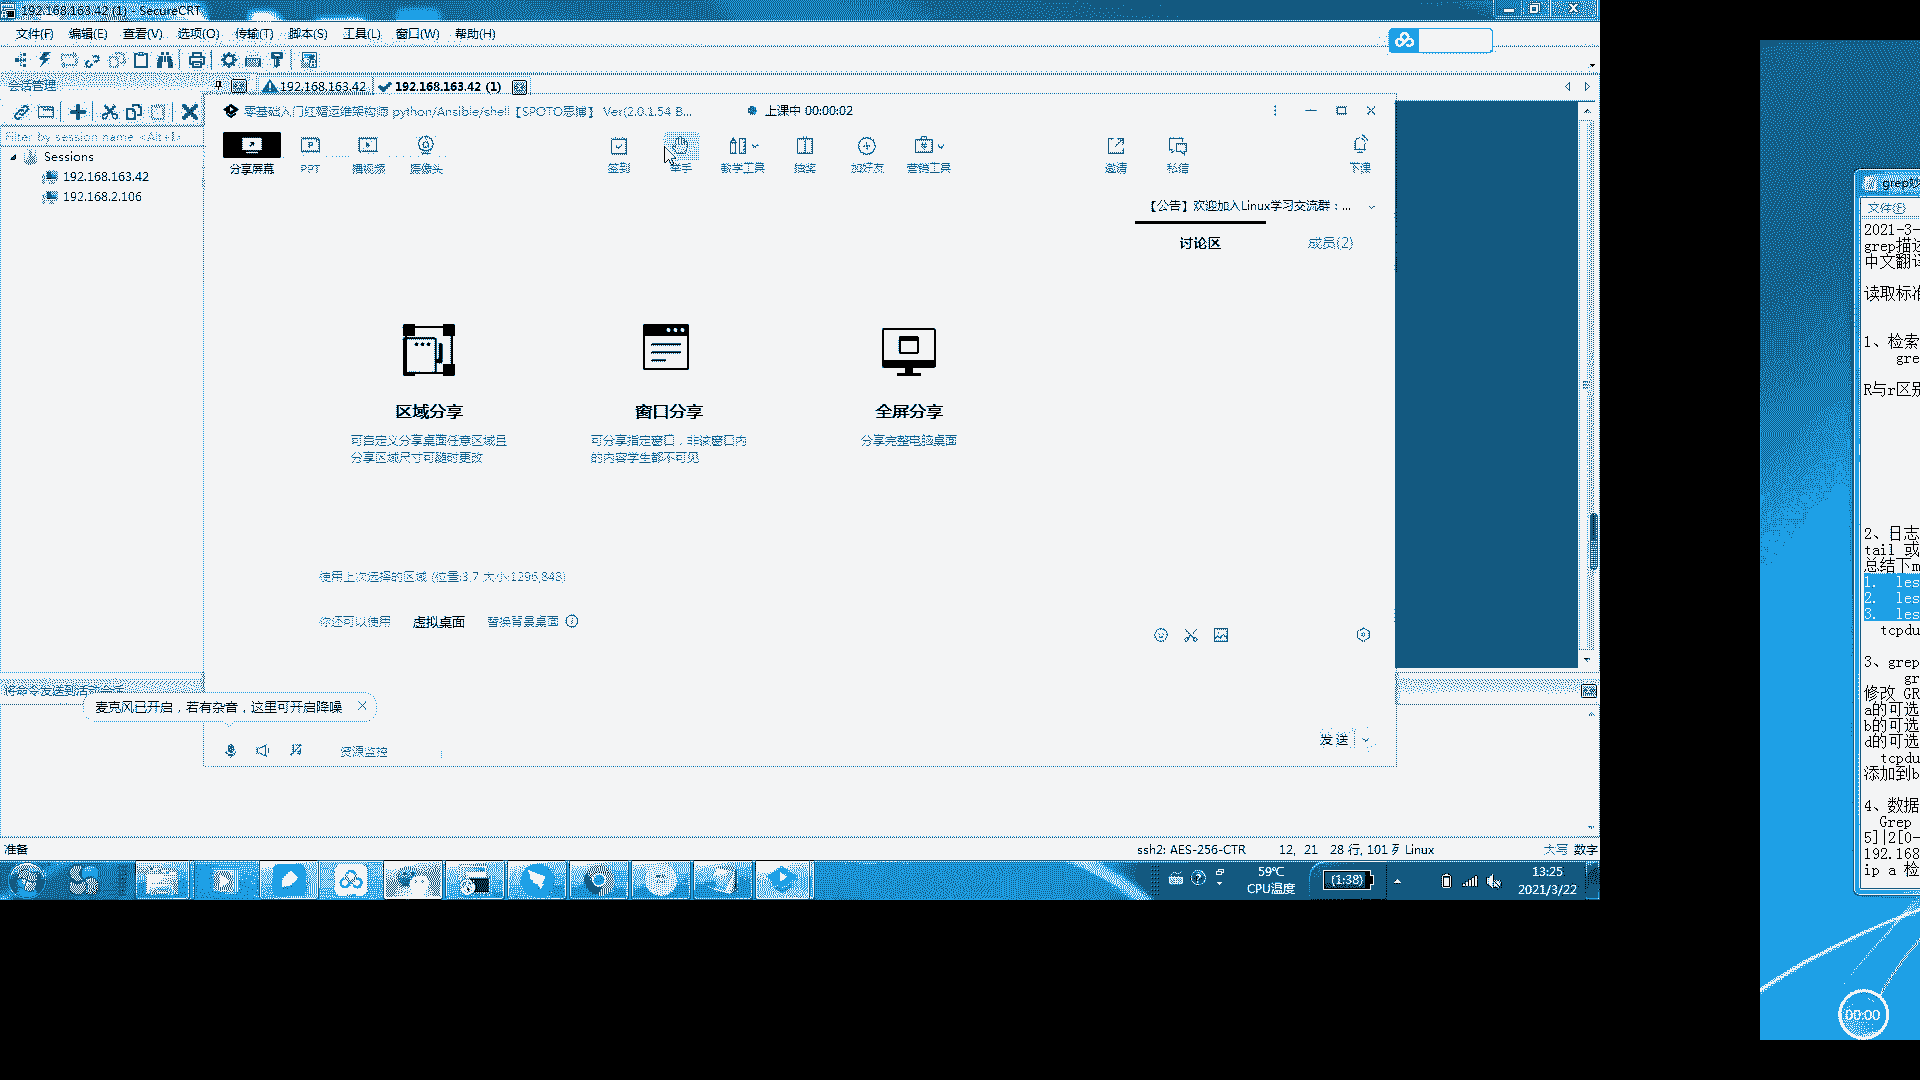 192.168.163.42 (1) - SecureCRT
文件(F) 编辑(E) 查看(V) 选项(O) 传输(T) 脚本(S) 工具(L) 窗口(W) 帮助(H)
会话管理
192.168.163.42
192.168.163.42 (1)
Filter by session name <Alt+I>
Sessions
192.168.163.42
192.168.2.106
零基础入门红帽运维架构师 python/Ansible/shell【SPOTO思博】 Ver(2.0.1.54 B...
上课中 00:00:02
分享屏幕 PPT 播视频 摄像头 签到 举手 教学工具 抽奖 加好友 营销工具 邀请 私信 下课
【公告】欢迎加入Linux学习交流群：...
讨论区 成员(2)
区域分享
可自定义分享桌面任意区域且
分享区域尺寸可随时更改
窗口分享
可分享指定窗口，非该窗口内
的内容学生都不可见
全屏分享
分享完整电脑桌面
使用上次选择的区域 (位置:3,7 大小:1296,848)
你还可以使用 虚拟桌面 替换背景桌面
将命令发送到活动会话
麦克风已开启，若有杂音，这里可开启降噪
资源监控
发送
准备
ssh2: AES-256-CTR 12, 21 28 行, 101 列 Linux 大写 数字
59℃
CPU温度
(1:38)
13:25
2021/3/22
文件(F)
2021-3-
grep描述
中文翻译
读取标准
1、检索
gre
R与r区别
2、日志
tail 或
总结下m
1. les
2. les
3. les
tcpdu
3、grep
gr
修改 GR
a的可选
b的可选
d的可选
tcpdu
添加到b
4、数据
Grep
5]|2[0-
192.168
ip a 检
00:00